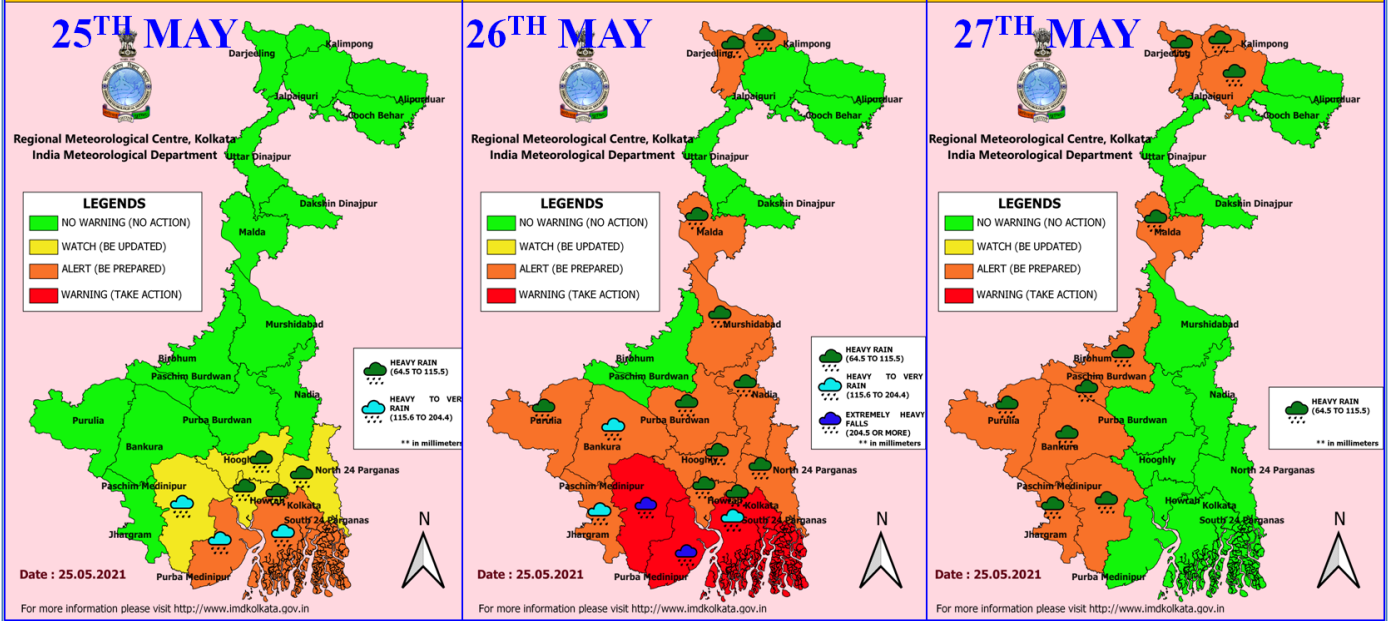 25TH MAY
Darjeeling
Kalimpong
Jalpaiguri
Alipurduar
Cooch Behar
Regional Meteorological Centre, Kolkata
India Meteorological Department
Uttar Dinajpur
LEGENDS
NO WARNING (NO ACTION)
WATCH (BE UPDATED)
ALERT (BE PREPARED)
WARNING (TAKE ACTION)
Dakshin Dinajpur
Malda
Murshidabad
Birbhum
Paschim Burdwan
HEAVY RAIN
(64.5 TO 115.5)
HEAVY TO VERY
RAIN
(115.6 TO 204.4)
** in millimeters
Nadia
Purulia
Purba Burdwan
Bankura
Hooghly
North 24 Parganas
Paschim Medinipur
Howrah
Kolkata
South 24 Parganas
Jhargram
N
Date : 25.05.2021
Purba Medinipur
For more information please visit http://www.imdkolkata.gov.in
26TH MAY
Darjeeling
Kalimpong
Jalpaiguri
Alipurduar
Cooch Behar
Regional Meteorological Centre, Kolkata
India Meteorological Department
Uttar Dinajpur
LEGENDS
NO WARNING (NO ACTION)
WATCH (BE UPDATED)
ALERT (BE PREPARED)
WARNING (TAKE ACTION)
Dakshin Dinajpur
Malda
Murshidabad
Birbhum
Paschim Burdwan
HEAVY RAIN
(64.5 TO 115.5)
HEAVY TO VERY
RAIN
(115.6 TO 204.4)
EXTREMELY HEAVY
FALLS
(204.5 OR MORE)
** in millimeters
Nadia
Purulia
Purba Burdwan
Bankura
Hooghly
North 24 Parganas
Paschim Medinipur
Howrah
Kolkata
South 24 Parganas
Jhargram
N
Date : 25.05.2021
Purba Medinipur
For more information please visit http://www.imdkolkata.gov.in
27TH MAY
Darjeeling
Kalimpong
Jalpaiguri
Alipurduar
Cooch Behar
Regional Meteorological Centre, Kolkata
India Meteorological Department
Uttar Dinajpur
LEGENDS
NO WARNING (NO ACTION)
WATCH (BE UPDATED)
ALERT (BE PREPARED)
WARNING (TAKE ACTION)
Dakshin Dinajpur
Malda
Murshidabad
Birbhum
Paschim Burdwan
HEAVY RAIN
(64.5 TO 115.5)
** in millimeters
Nadia
Purulia
Purba Burdwan
Bankura
Hooghly
North 24 Parganas
Paschim Medinipur
Howrah
Kolkata
South 24 Parganas
Jhargram
N
Date : 25.05.2021
Purba Medinipur
For more information please visit http://www.imdkolkata.gov.in